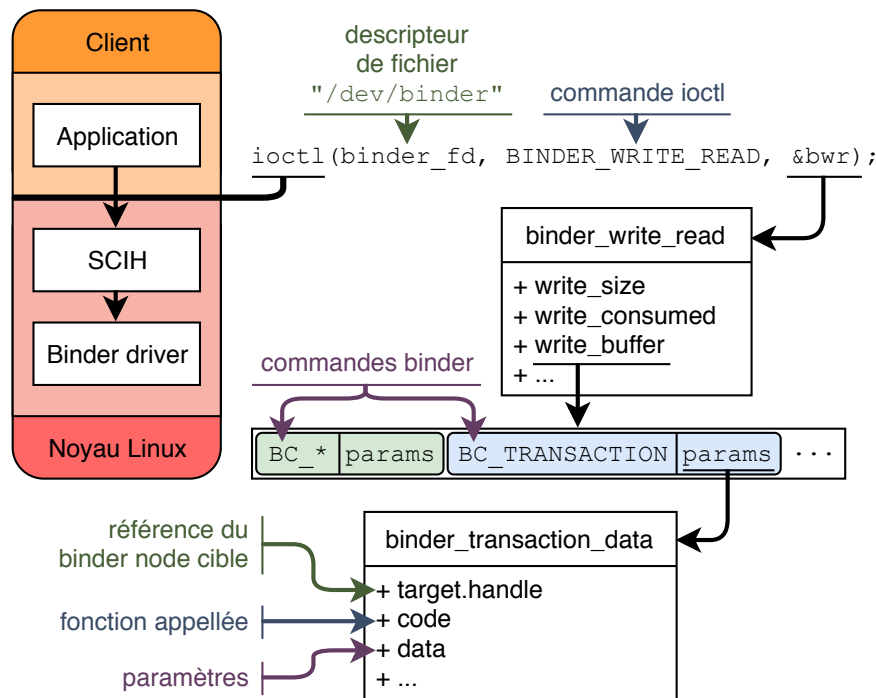 Client
Application
SCIH
Binder driver
Noyau Linux
descripteur
de fichier
"/dev/binder"
commande ioctl
ioctl(binder_fd, BINDER_WRITE_READ, &bwr);
binder_write_read
+ write_size
+ write_consumed
+ write_buffer
+ ...
commandes binder
BC_* params BC_TRANSACTION params ...
référence du
binder node cible
fonction appellée
paramètres
binder_transaction_data
+ target.handle
+ code
+ data
+ ...